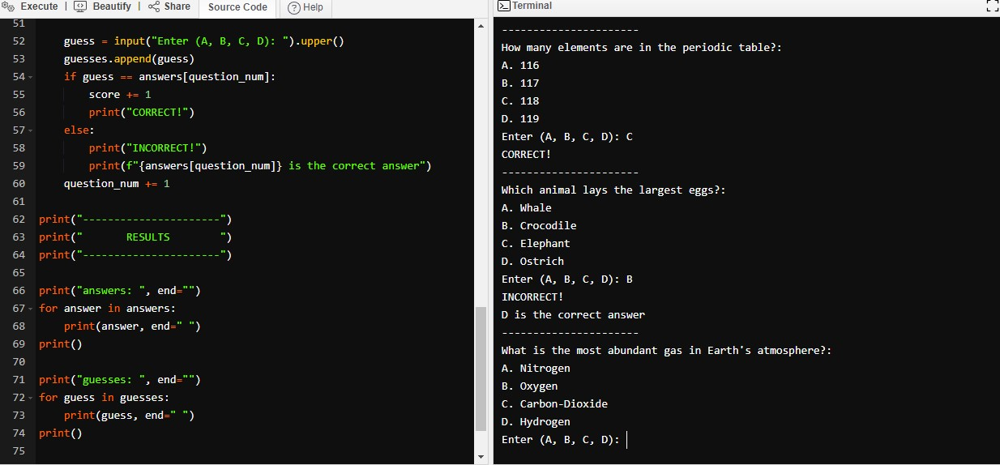 Execute | Beautify | Share Source Code Help
51
52 guess = input("Enter (A, B, C, D): ").upper()
53 guesses.append(guess)
54 if guess == answers[question_num]:
55 score += 1
56 print("CORRECT!")
57 else:
58 print("INCORRECT!")
59 print(f"{answers[question_num]} is the correct answer")
60 question_num += 1
61
62 print("----------------------")
63 print("       RESULTS        ")
64 print("----------------------")
65
66 print("answers: ", end="")
67 for answer in answers:
68 print(answer, end=" ")
69 print()
70
71 print("guesses: ", end="")
72 for guess in guesses:
73 print(guess, end=" ")
74 print()
75
Terminal
----------------------
How many elements are in the periodic table?:
A. 116
B. 117
C. 118
D. 119
Enter (A, B, C, D): C
CORRECT!
----------------------
Which animal lays the largest eggs?:
A. Whale
B. Crocodile
C. Elephant
D. Ostrich
Enter (A, B, C, D): B
INCORRECT!
D is the correct answer
----------------------
What is the most abundant gas in Earth's atmosphere?:
A. Nitrogen
B. Oxygen
C. Carbon-Dioxide
D. Hydrogen
Enter (A, B, C, D):